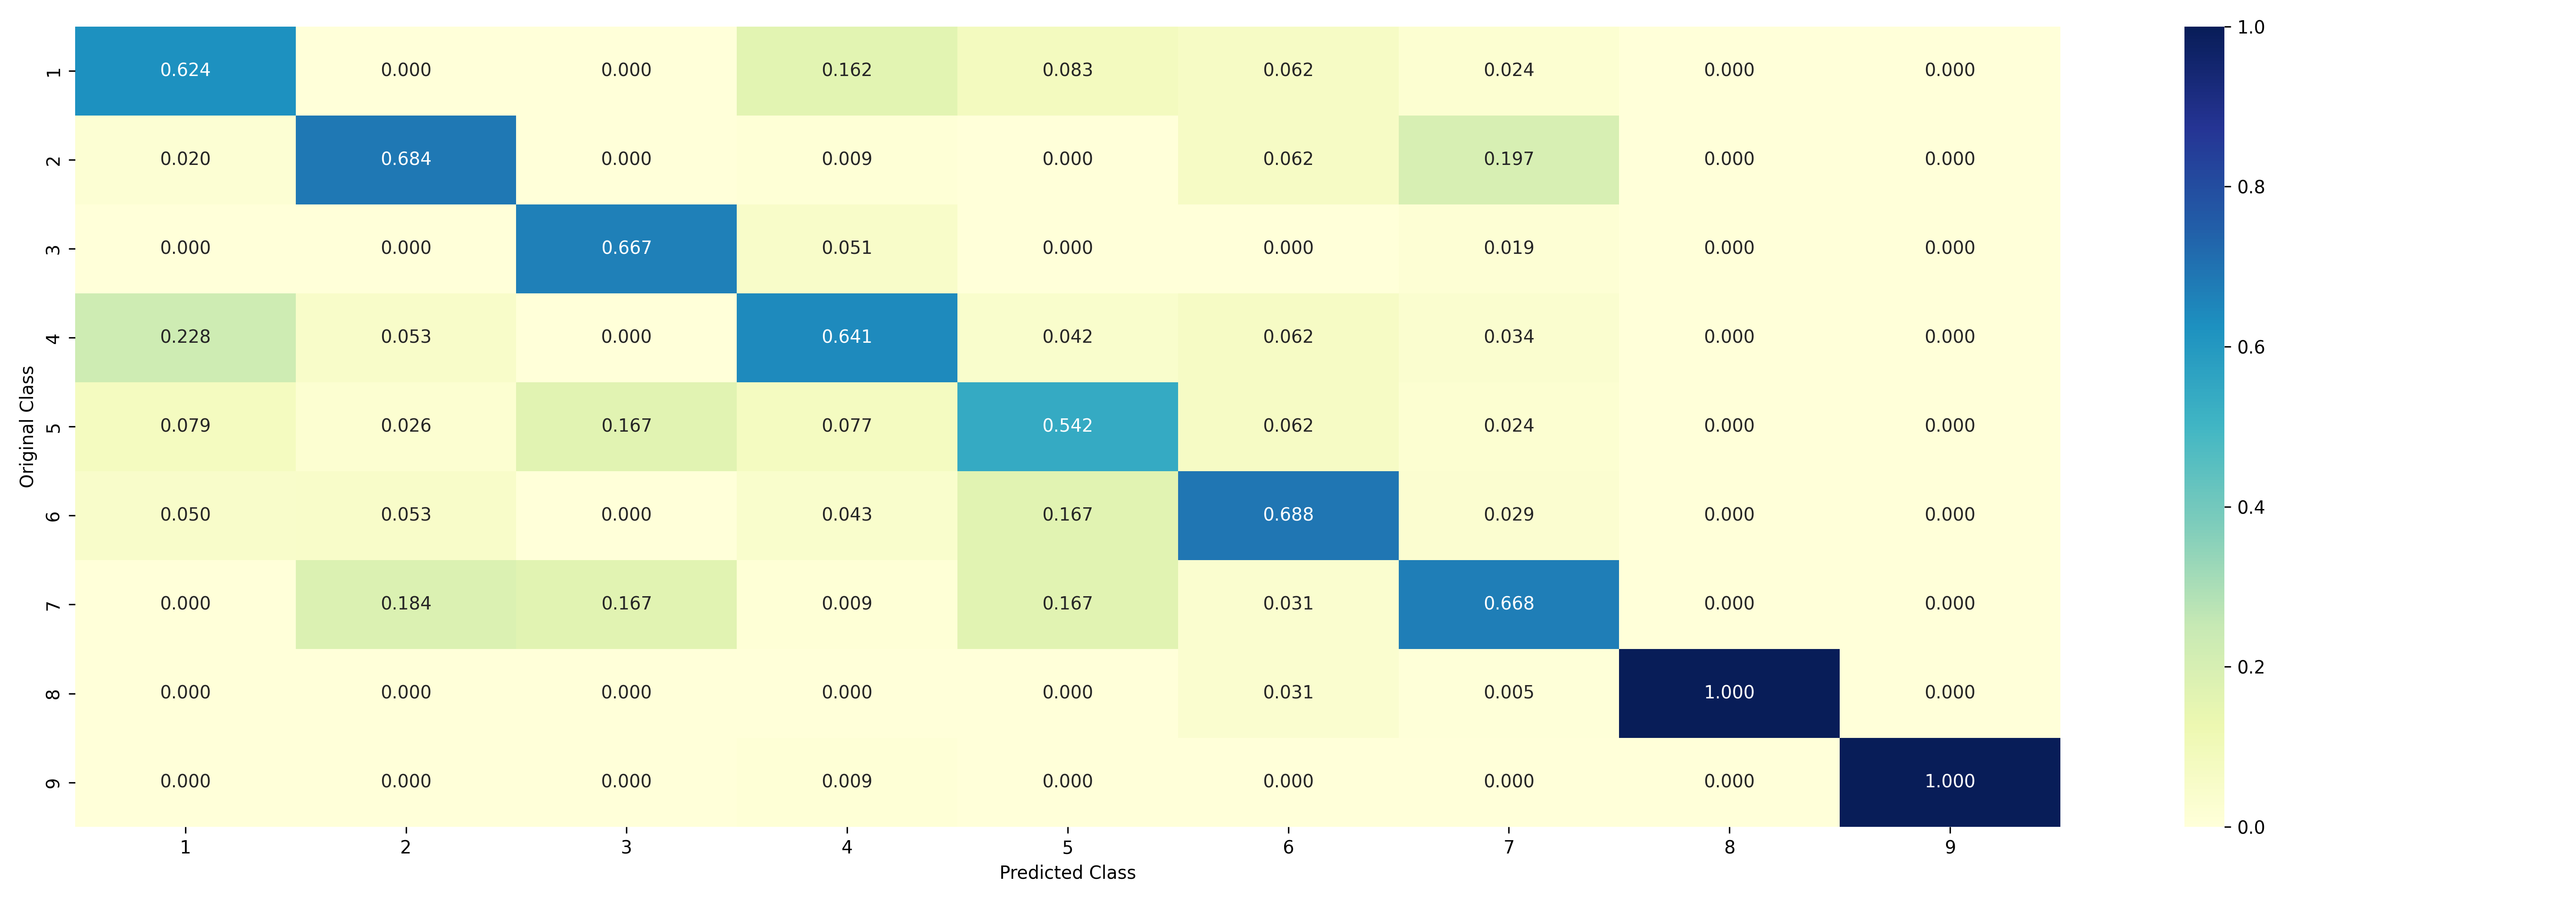 1 0.624 0.000 0.000 0.162 0.083 0.062 0.024 0.000 0.000
2 0.020 0.684 0.000 0.009 0.000 0.062 0.197 0.000 0.000
3 0.000 0.000 0.667 0.051 0.000 0.000 0.019 0.000 0.000
4 0.228 0.053 0.000 0.641 0.042 0.062 0.034 0.000 0.000
5 0.079 0.026 0.167 0.077 0.542 0.062 0.024 0.000 0.000
6 0.050 0.053 0.000 0.043 0.167 0.688 0.029 0.000 0.000
7 0.000 0.184 0.167 0.009 0.167 0.031 0.668 0.000 0.000
8 0.000 0.000 0.000 0.000 0.000 0.031 0.005 1.000 0.000
9 0.000 0.000 0.000 0.009 0.000 0.000 0.000 0.000 1.000
1 2 3 4 5 6 7 8 9
Predicted Class
Original Class
1.0
0.8
0.6
0.4
0.2
0.0